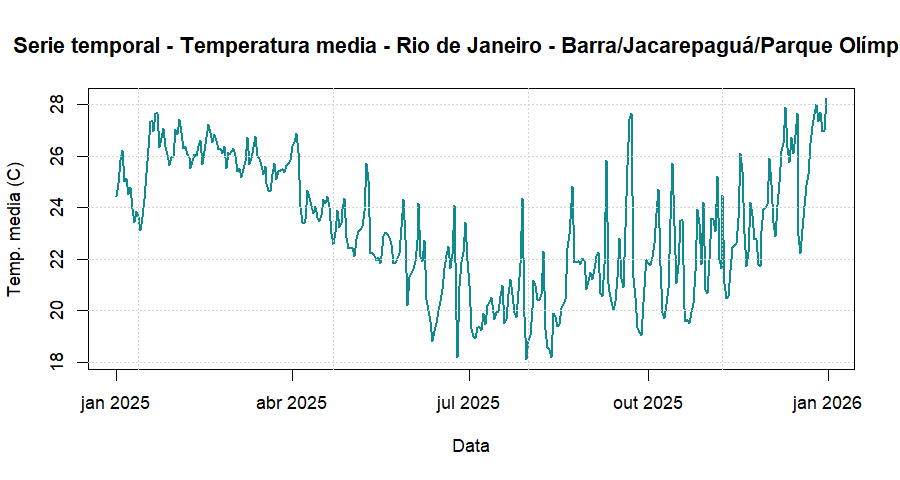 Serie temporal - Temperatura media - Rio de Janeiro - Barra/Jacarepaguá/Parque Olímp
Temp. media (C)
28
26
24
22
20
18
jan 2025
abr 2025
jul 2025
out 2025
jan 2026
Data